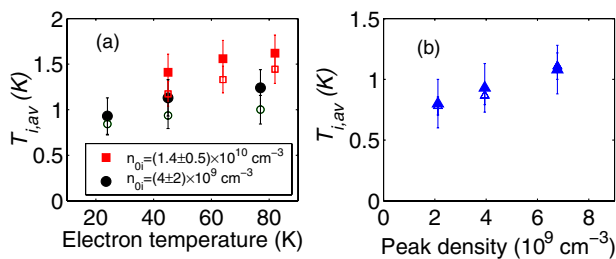 (a)
T_{i,av} (K)
2
1.5
1
0.5
0
n_{0i}=(1.4±0.5)×10^{10} cm^{-3}
n_{0i}=(4±2)×10^{9} cm^{-3}
20 40 60 80
Electron temperature (K)
(b)
T_{i,av} (K)
1.5
1
0.5
0
0 2 4 6 8
Peak density (10^{9} cm^{-3})